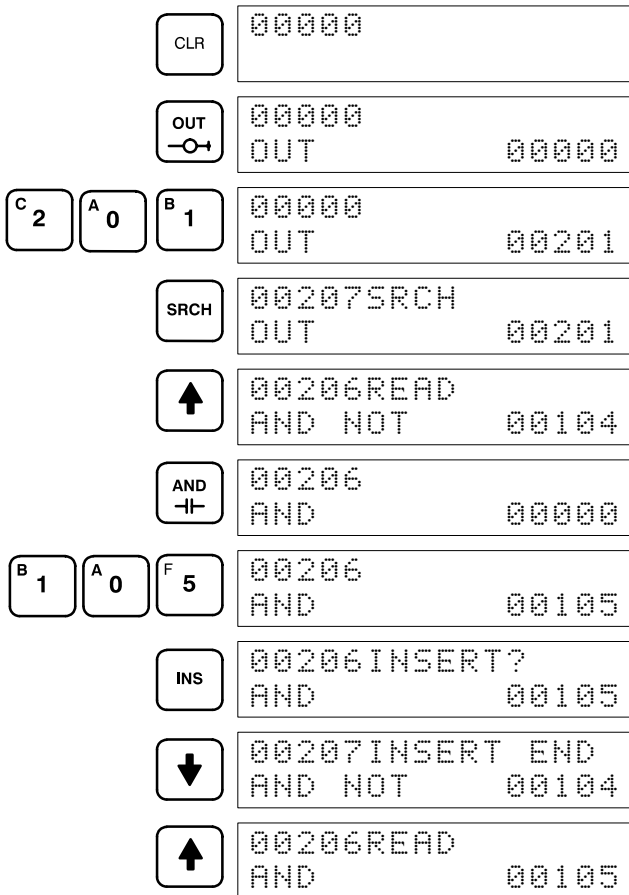 CLR
00000
OUT
00000
OUT 00000
C 2 A 0 B 1
00000
OUT 00201
SRCH
00207SRCH
OUT 00201
00206READ
AND NOT 00104
AND
00206
AND 00000
B 1 A 0 F 5
00206
AND 00105
INS
00206INSERT?
AND 00105
00207INSERT END
AND NOT 00104
00206READ
AND 00105